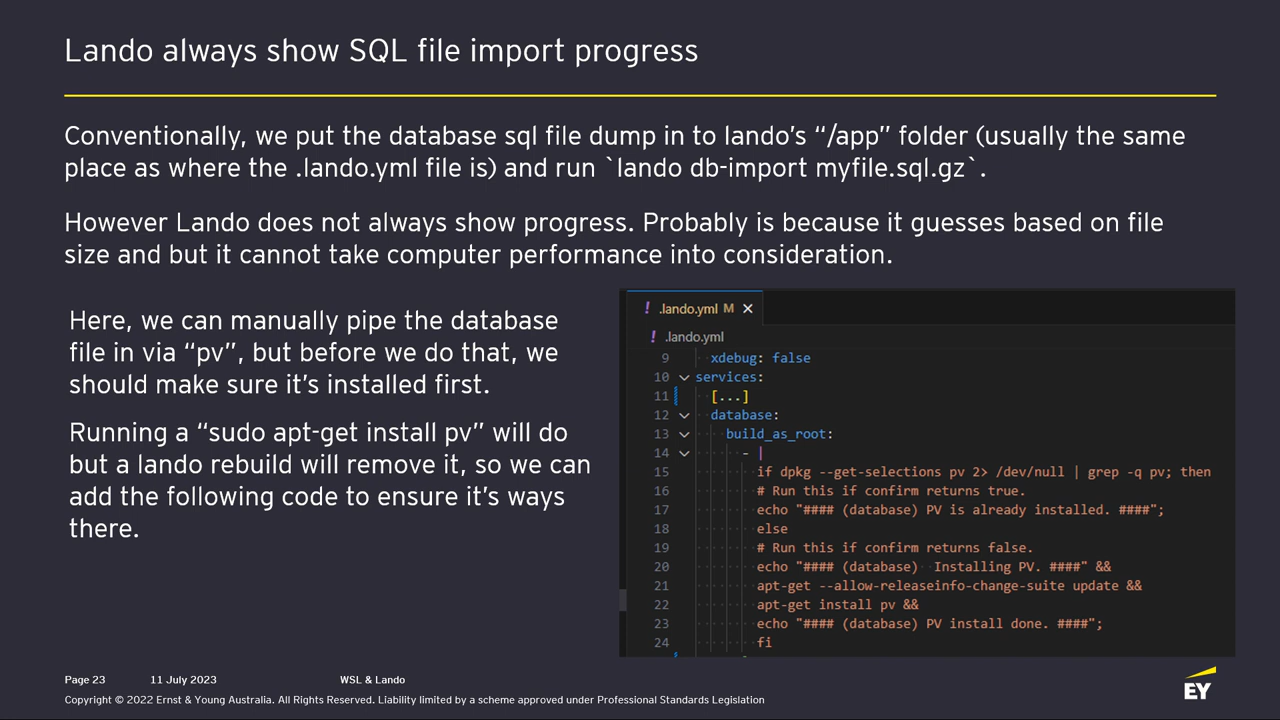 Lando always show SQL file import progress
Conventionally, we put the database sql file dump in to lando's “/app” folder (usually the same
place as where the .lando.yml file is) and run `lando db-import myfile.sql.gz`.
However Lando does not always show progress. Probably is because it guesses based on file
size and but it cannot take computer performance into consideration.
Here, we can manually pipe the database
file in via “pv”, but before we do that, we
should make sure it's installed first.
Running a “sudo apt-get install pv” will do
but a lando rebuild will remove it, so we can
add the following code to ensure it's ways
there.
! .lando.yml M ×
! .lando.yml
9 xdebug: false
10 services:
11 [...]
12 database:
13 build_as_root:
14 - |
15 if dpkg --get-selections pv 2> /dev/null | grep -q pv; then
16 # Run this if confirm returns true.
17 echo "#### (database) PV is already installed. ####";
18 else
19 # Run this if confirm returns false.
20 echo "#### (database)  Installing PV. ####" &&
21 apt-get --allow-releaseinfo-change-suite update &&
22 apt-get install pv &&
23 echo "#### (database) PV install done. ####";
24 fi
Page 23 11 July 2023 WSL & Lando
Copyright © 2022 Ernst & Young Australia. All Rights Reserved. Liability limited by a scheme approved under Professional Standards Legislation
EY